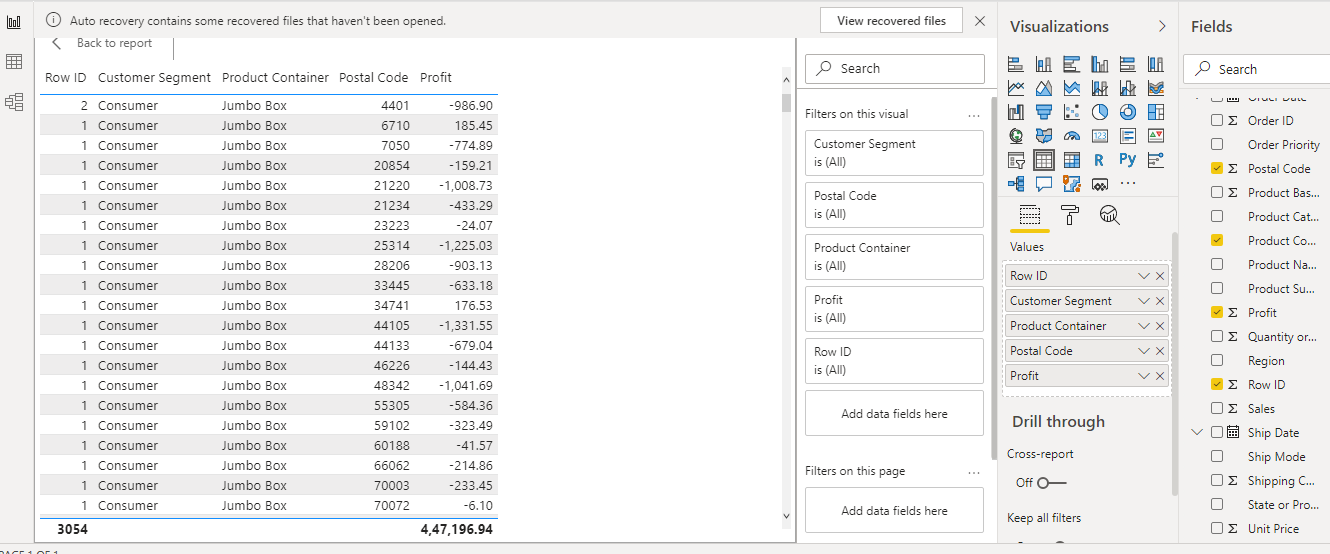 Auto recovery contains some recovered files that haven't been opened.
View recovered files
Back to report
Row ID Customer Segment Product Container Postal Code Profit
2 Consumer Jumbo Box 4401 -986.90
1 Consumer Jumbo Box 6710 185.45
1 Consumer Jumbo Box 7050 -774.89
1 Consumer Jumbo Box 20854 -159.21
1 Consumer Jumbo Box 21220 -1,008.73
1 Consumer Jumbo Box 21234 -433.29
1 Consumer Jumbo Box 23223 -24.07
1 Consumer Jumbo Box 25314 -1,225.03
1 Consumer Jumbo Box 28206 -903.13
1 Consumer Jumbo Box 33445 -633.18
1 Consumer Jumbo Box 34741 176.53
1 Consumer Jumbo Box 44105 -1,331.55
1 Consumer Jumbo Box 44133 -679.04
1 Consumer Jumbo Box 46226 -144.43
1 Consumer Jumbo Box 48342 -1,041.69
1 Consumer Jumbo Box 55305 -584.36
1 Consumer Jumbo Box 59102 -323.49
1 Consumer Jumbo Box 60188 -41.57
1 Consumer Jumbo Box 66062 -214.86
1 Consumer Jumbo Box 70003 -233.45
1 Consumer Jumbo Box 70072 -6.10
3054 4,47,196.94
PAGE 1 OF 1
Search
Filters on this visual
...
Customer Segment
is (All)
Postal Code
is (All)
Product Container
is (All)
Profit
is (All)
Row ID
is (All)
Add data fields here
Filters on this page
...
Add data fields here
Visualizations
123
R
Py
...
Values
Row ID
Customer Segment
Product Container
Postal Code
Profit
Drill through
Cross-report
Off
Keep all filters
Fields
Search
Order Date
Σ Order ID
Order Priority
Σ Postal Code
Σ Product Bas...
Product Cat...
Product Co...
Product Na...
Product Su...
Σ Profit
Σ Quantity or...
Region
Σ Row ID
Σ Sales
Ship Date
Ship Mode
Σ Shipping C...
State or Pro...
Σ Unit Price